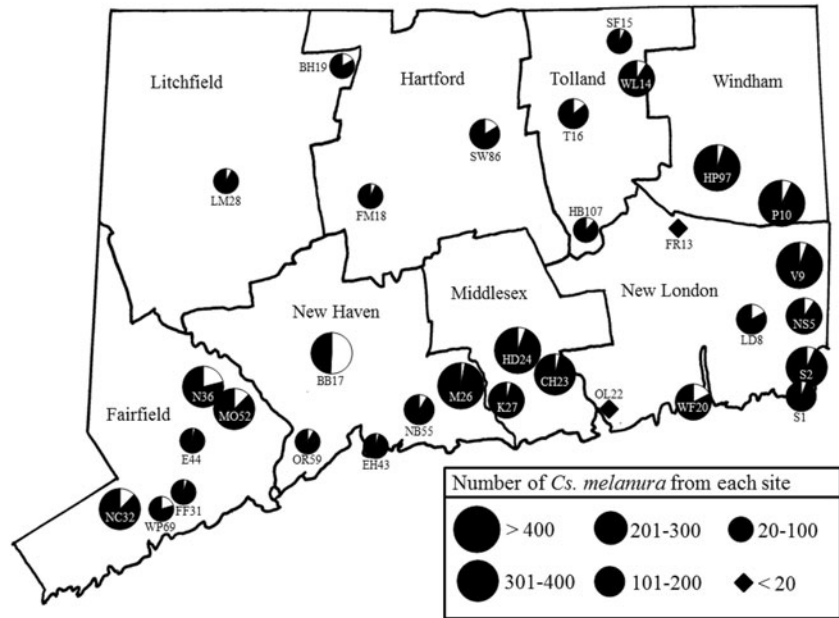 SF15
BH19
Litchfield
Hartford
Tolland
WL14
Windham
T16
SW86
HP97
LM28
FM18
P10
HB107
FR13
V9
Middlesex
New London
New Haven
NS5
LD8
HD24
BB17
S2
CH23
N36
M26
K27
OL22
WF20
S1
MO52
Fairfield
NB55
E44
OR59
EH43
NC32
FF31
WP69
Number of Cs. melanura from each site
> 400 201-300 20-100
301-400 101-200 < 20